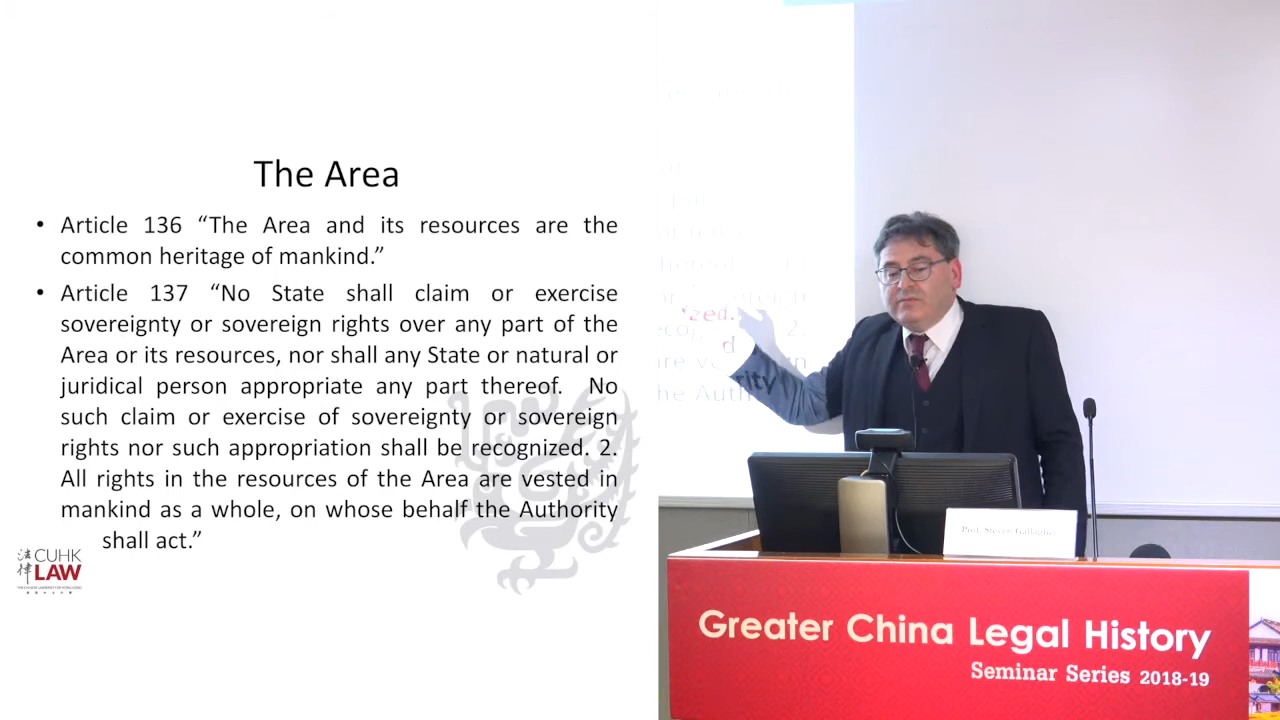 The Area
• Article 136 “The Area and its resources are the
common heritage of mankind.”
• Article 137 “No State shall claim or exercise
sovereignty or sovereign rights over any part of the
Area or its resources, nor shall any State or natural or
juridical person appropriate any part thereof. No
such claim or exercise of sovereignty or sovereign
rights nor such appropriation shall be recognized. 2.
All rights in the resources of the Area are vested in
mankind as a whole, on whose behalf the Authority
shall act.”
法律
CUHK
LAW
Prof. Steven Gallagher
Greater China Legal History
Seminar Series 2018-19